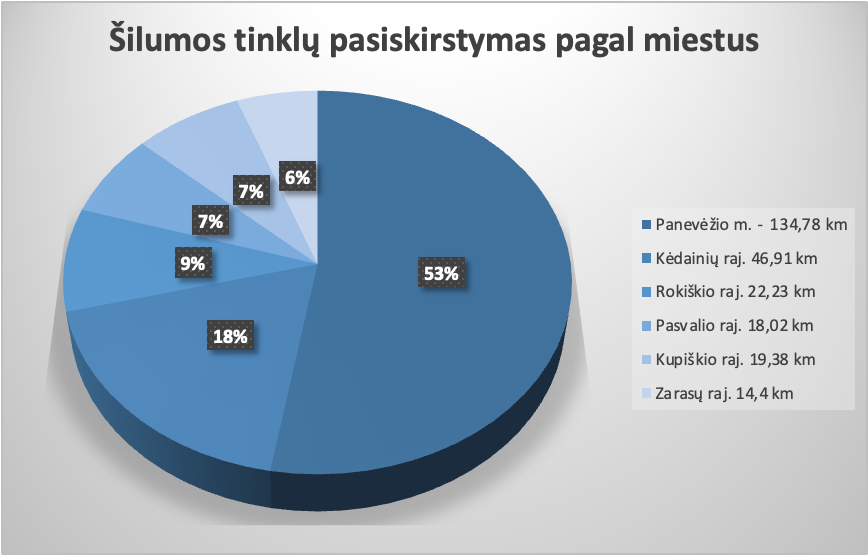 Šilumos tinklų pasiskirstymas pagal miestus
6%
7%
7%
9%
53%
18%
Panevėžio m. - 134,78 km
Kėdainių raj. 46,91 km
Rokiškio raj. 22,23 km
Pasvalio raj. 18,02 km
Kupiškio raj. 19,38 km
Zarasų raj. 14,4 km